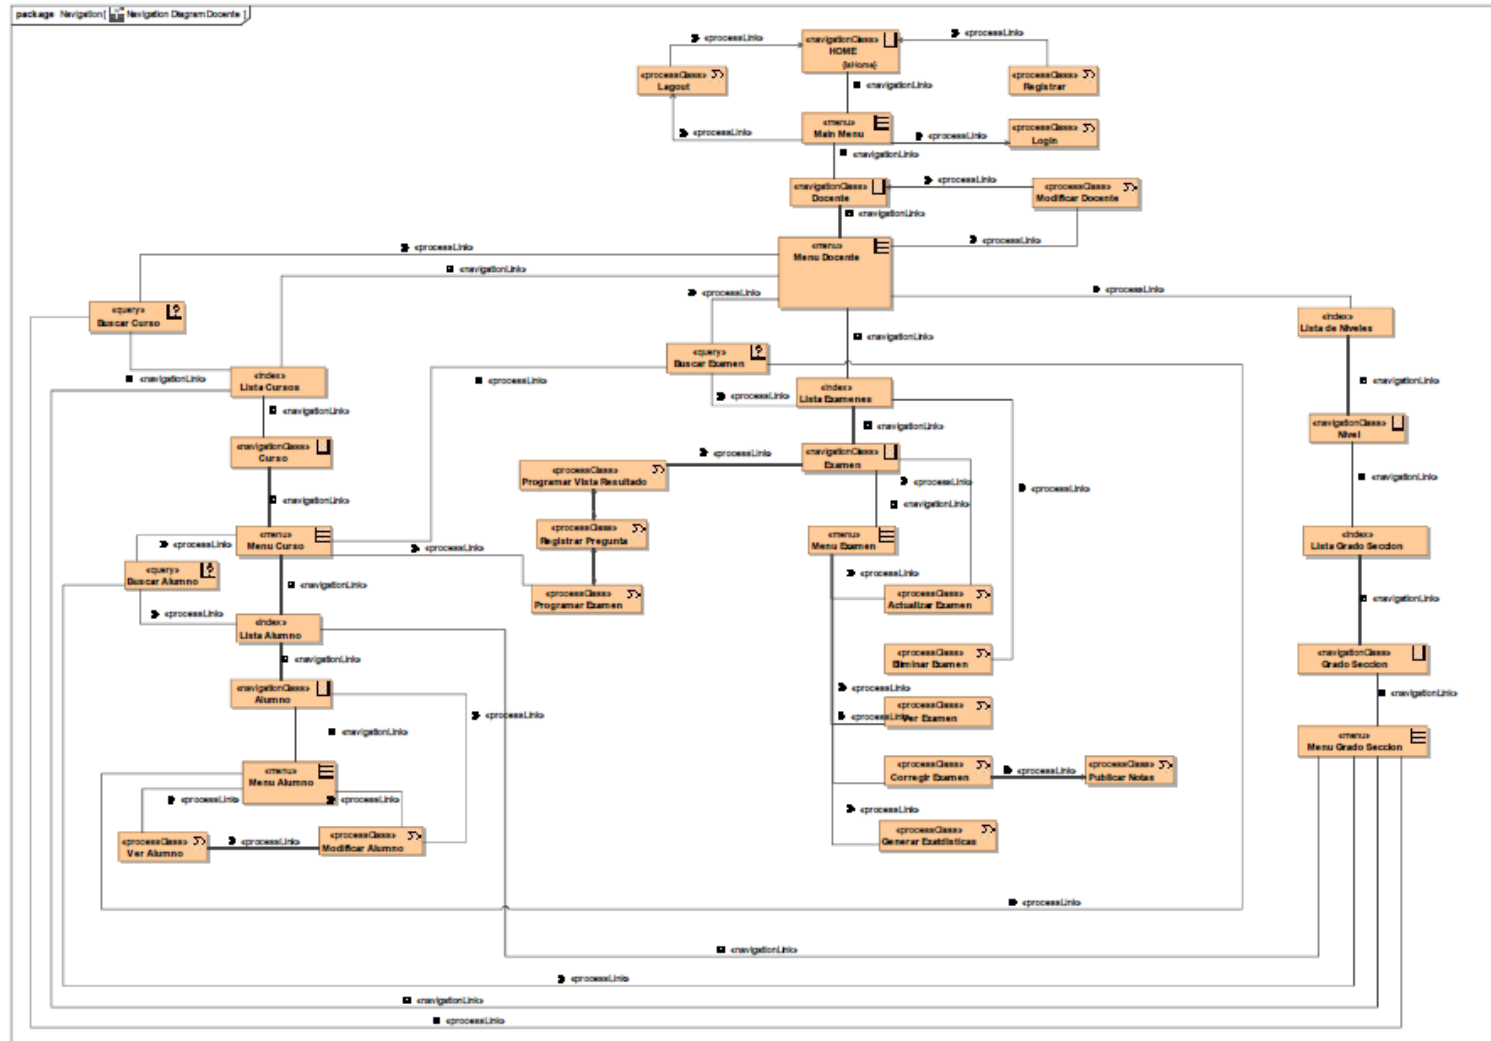 package Navigation[ Navigation Diagram Docente ]
«processLink»
«navigationClass»
HOME
{isHome}
«processLink»
«processClass»
Lagout
«processClass»
Registrar
«navigationLink»
«menu»
Main Menu
«processLink»
«processLink»
«processClass»
Login
«navigationLink»
«navigationClass»
Docente
«processLink»
«processClass»
Modificar Docente
«navigationLink»
«menu»
Menu Docente
«processLink»
«processLink»
«navigationLink»
«processLink»
«processLink»
«query»
Buscar Curso
«index»
Lista de Niveles
«navigationLink»
«query»
Buscar Examen
«navigationLink»
«index»
Lista Cursos
«processLink»
«navigationLink»
«index»
Lista Examenes
«processLink»
«navigationLink»
«navigationLink»
«navigationClass»
Nivel
«navigationClass»
Curso
«processLink»
«navigationClass»
Examen
«processClass»
Programar Vista Resultado
«processLink»
«processLink»
«navigationLink»
«navigationLink»
«navigationLink»
«menu»
Menu Curso
«processClass»
Registrar Pregunta
«menu»
Menu Examen
«index»
Lista Grado Seccion
«processLink»
«processLink»
«query»
Buscar Alumno
«navigationLink»
«processClass»
Programar Examen
«processLink»
«processClass»
Actualizar Examen
«navigationLink»
«processLink»
«index»
Lista Alumno
«navigationLink»
«processClass»
Eliminar Examen
«navigationClass»
Grado Seccion
«navigationClass»
Alumno
«processLink»
«navigationLink»
«processLink»
«processClass»
Ver Examen
«processLink»
«navigationLink»
«menu»
Menu Grado Seccion
«menu»
Menu Alumno
«processClass»
Corregir Examen
«processLink»
«processClass»
Publicar Notas
«processLink»
«processLink»
«processLink»
«processClass»
Ver Alumno
«processLink»
«processClass»
Modificar Alumno
«processClass»
Generar Esatdisticas
«processLink»
«navigationLink»
«processLink»
«navigationLink»
«processLink»